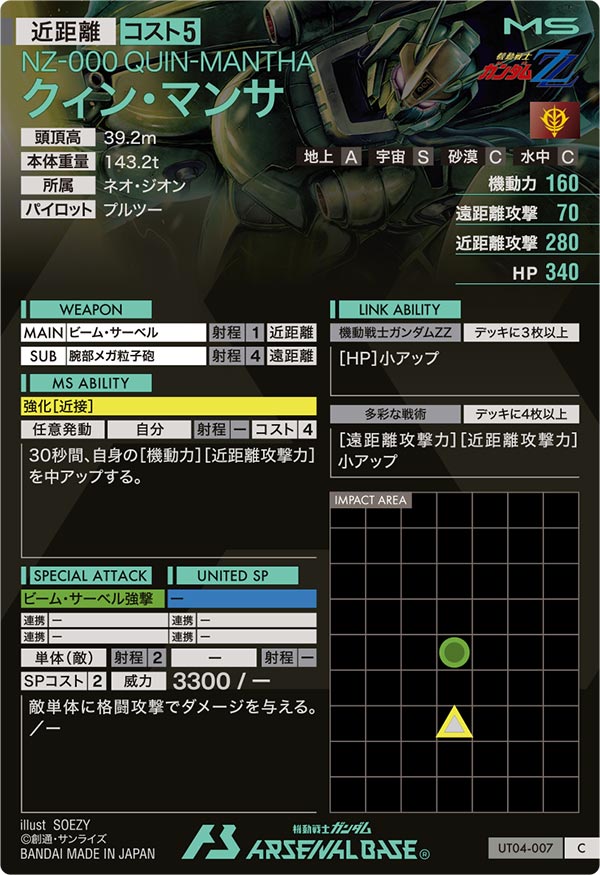 近距離 コスト5 MS
NZ-000 QUIN-MANTHA
クィン・マンサ
機動戦士ガンダムZZ
頭頂高 39.2m
本体重量 143.2t
所属 ネオ・ジオン
パイロット プルツー
地上 A 宇宙 S 砂漠 C 水中 C
機動力 160
遠距離攻撃 70
近距離攻撃 280
HP 340
WEAPON
MAIN ビーム・サーベル 射程 1 近距離
SUB 腕部メガ粒子砲 射程 4 遠距離
MS ABILITY
強化[近接]
任意発動 自分 射程 ー コスト 4
30秒間、自身の[機動力][近距離攻撃力]
を中アップする。
LINK ABILITY
機動戦士ガンダムZZ デッキに3枚以上
[HP]小アップ
多彩な戦術 デッキに4枚以上
[遠距離攻撃力][近距離攻撃力]
小アップ
IMPACT AREA
SPECIAL ATTACK UNITED SP
ビーム・サーベル強撃 ー
連携 ー 連携 ー
連携 ー 連携 ー
単体(敵) 射程 2 ー 射程 ー
SPコスト 2 威力 3300 / ー
敵単体に格闘攻撃でダメージを与える。
/ー
illust SOEZY
©創通・サンライズ
BANDAI MADE IN JAPAN
機動戦士ガンダム
AB ARSENAL BASE®
UT04-007 C